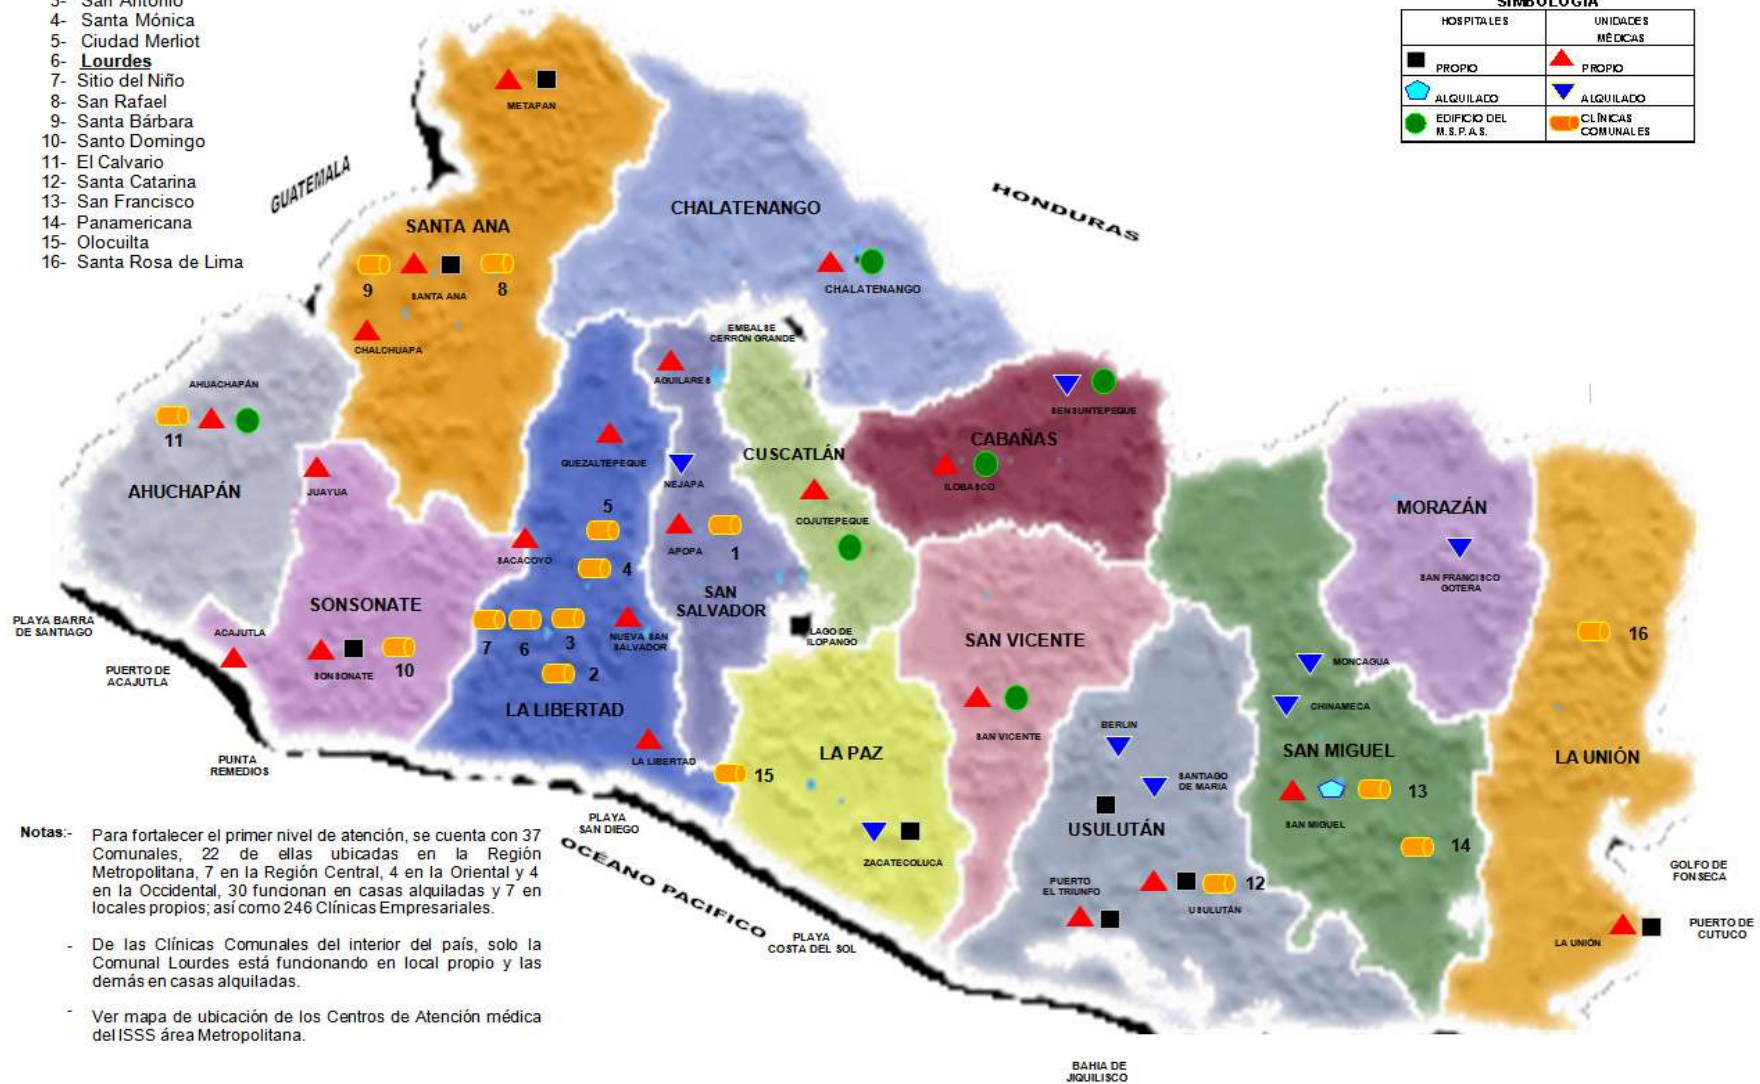 3- San Antonio
4- Santa Mónica
5- Ciudad Merliot
6- Lourdes
7- Sitio del Niño
8- San Rafael
9- Santa Bárbara
10- Santo Domingo
11- El Calvario
12- Santa Catarina
13- San Francisco
14- Panamericana
15- Olocuilta
16- Santa Rosa de Lima
SIMBOLOGIA
HOSPITALES
UNIDADES
MÉDICAS
PROPIO
PROPIO
ALQUILADO
ALQUILADO
EDIFICIO DEL
M.S.P.A.S.
CLÍNICAS
COMUNALES
GUATEMALA
HONDURAS
METAPAN
SANTA ANA
9
SANTA ANA
8
CHALCHUAPA
CHALATENANGO
CHALATENANGO
EMBALSE
CERRÓN GRANDE
AHUACHAPÁN
11
AHUCHAPÁN
JUAYUA
SONSONATE
ACAJUTLA
SONSONATE
10
PLAYA BARRA
DE SANTIAGO
PUERTO DE
ACAJUTLA
PUNTA
REMEDIOS
QUEZALTEPEQUE
5
SACACOYO
4
7
6
3
NUEVA SAN
SALVADOR
2
LA LIBERTAD
LA LIBERTAD
AGUILARES
NEJAPA
APOPA
1
SAN
SALVADOR
CUSCATLÁN
COJUTEPEQUE
LAGO DE
ILOPANGO
SENSUNTEPEQUE
CABAÑAS
ILOBASCO
SAN VICENTE
SAN VICENTE
LA PAZ
15
ZACATECOLUCA
PLAYA
SAN DIEGO
OCÉANO PACIFICO
PLAYA
COSTA DEL SOL
BERLIN
SANTIAGO
DE MARIA
USULUTÁN
PUERTO
EL TRIUNFO
12
USULUTÁN
MONCAGUA
CHINAMECA
SAN MIGUEL
13
SAN MIGUEL
14
MORAZÁN
SAN FRANCISCO
GOTERA
16
LA UNIÓN
GOLFO DE
FONSECA
LA UNIÓN
PUERTO DE
CUTUCO
BAHIA DE
JIQUILISCO
Notas:- Para fortalecer el primer nivel de atención, se cuenta con 37
Comunales, 22 de ellas ubicadas en la Región
Metropolitana, 7 en la Región Central, 4 en la Oriental y 4
en la Occidental, 30 funcionan en casas alquiladas y 7 en
locales propios; así como 246 Clínicas Empresariales.
- De las Clínicas Comunales del interior del país, solo la
Comunal Lourdes está funcionando en local propio y las
demás en casas alquiladas.
- Ver mapa de ubicación de los Centros de Atención médica
del ISSS área Metropolitana.